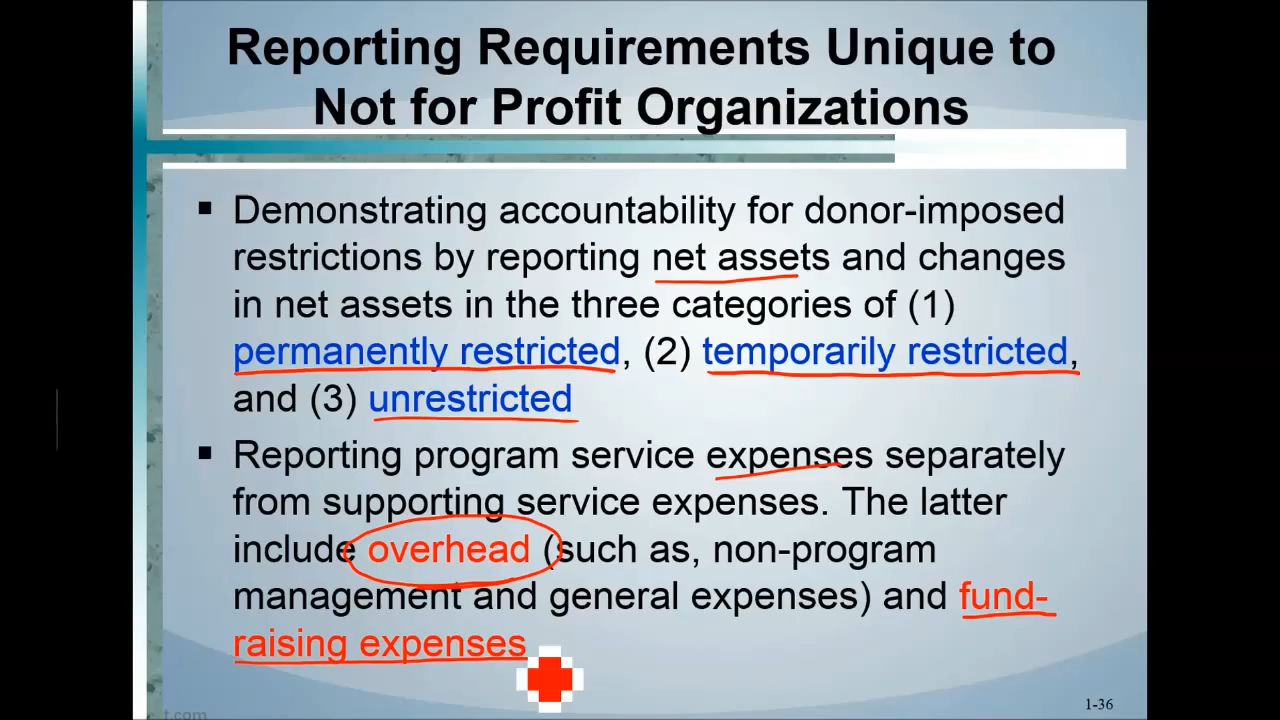 Reporting Requirements Unique to
Not for Profit Organizations
▪ Demonstrating accountability for donor-imposed
restrictions by reporting net assets and changes
in net assets in the three categories of (1)
permanently restricted, (2) temporarily restricted,
and (3) unrestricted
▪ Reporting program service expenses separately
from supporting service expenses. The latter
include overhead (such as, non-program
management and general expenses) and fund-
raising expenses
1-36
t.com